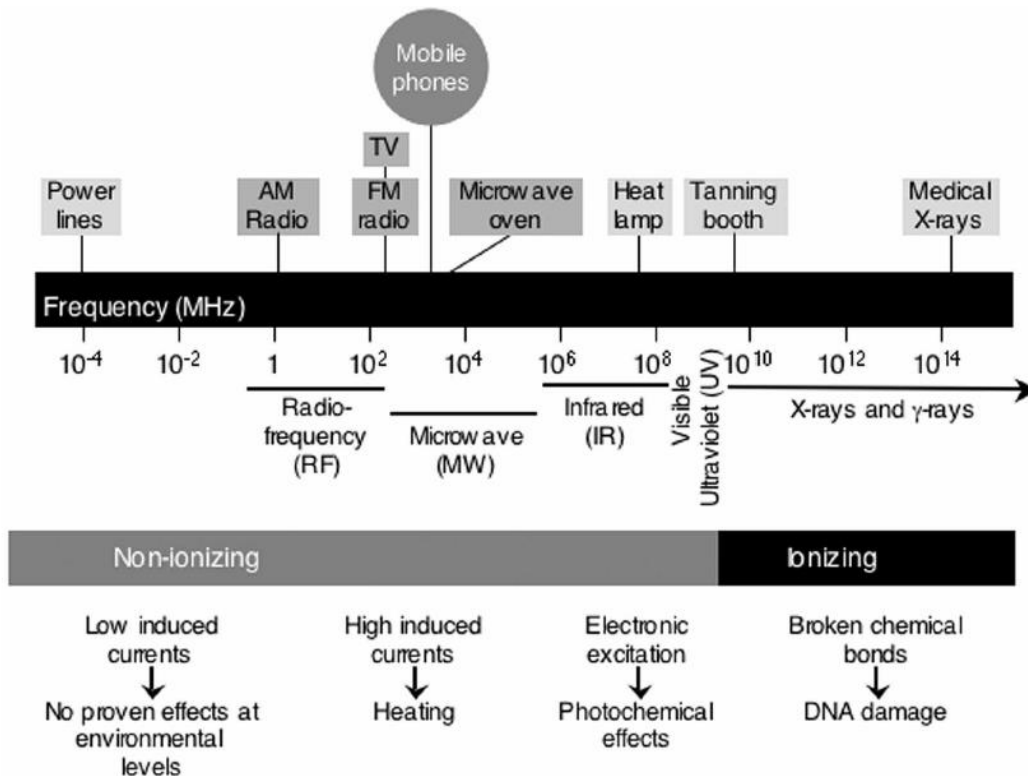 Mobile
phones
TV
Power
lines
AM
Radio
FM
radio
Microwave
oven
Heat
lamp
Tanning
booth
Medical
X-rays
Frequency (MHz)
10⁻⁴
10⁻²
1
10²
10⁴
10⁶
10⁸
10¹⁰
10¹²
10¹⁴
Radio-
frequency
(RF)
Microwave
(MW)
Infrared
(IR)
Visible
Ultraviolet (UV)
X-rays and γ-rays
Non-ionizing
Ionizing
Low induced
currents
No proven effects at
environmental
levels
High induced
currents
Heating
Electronic
excitation
Photochemical
effects
Broken chemical
bonds
DNA damage